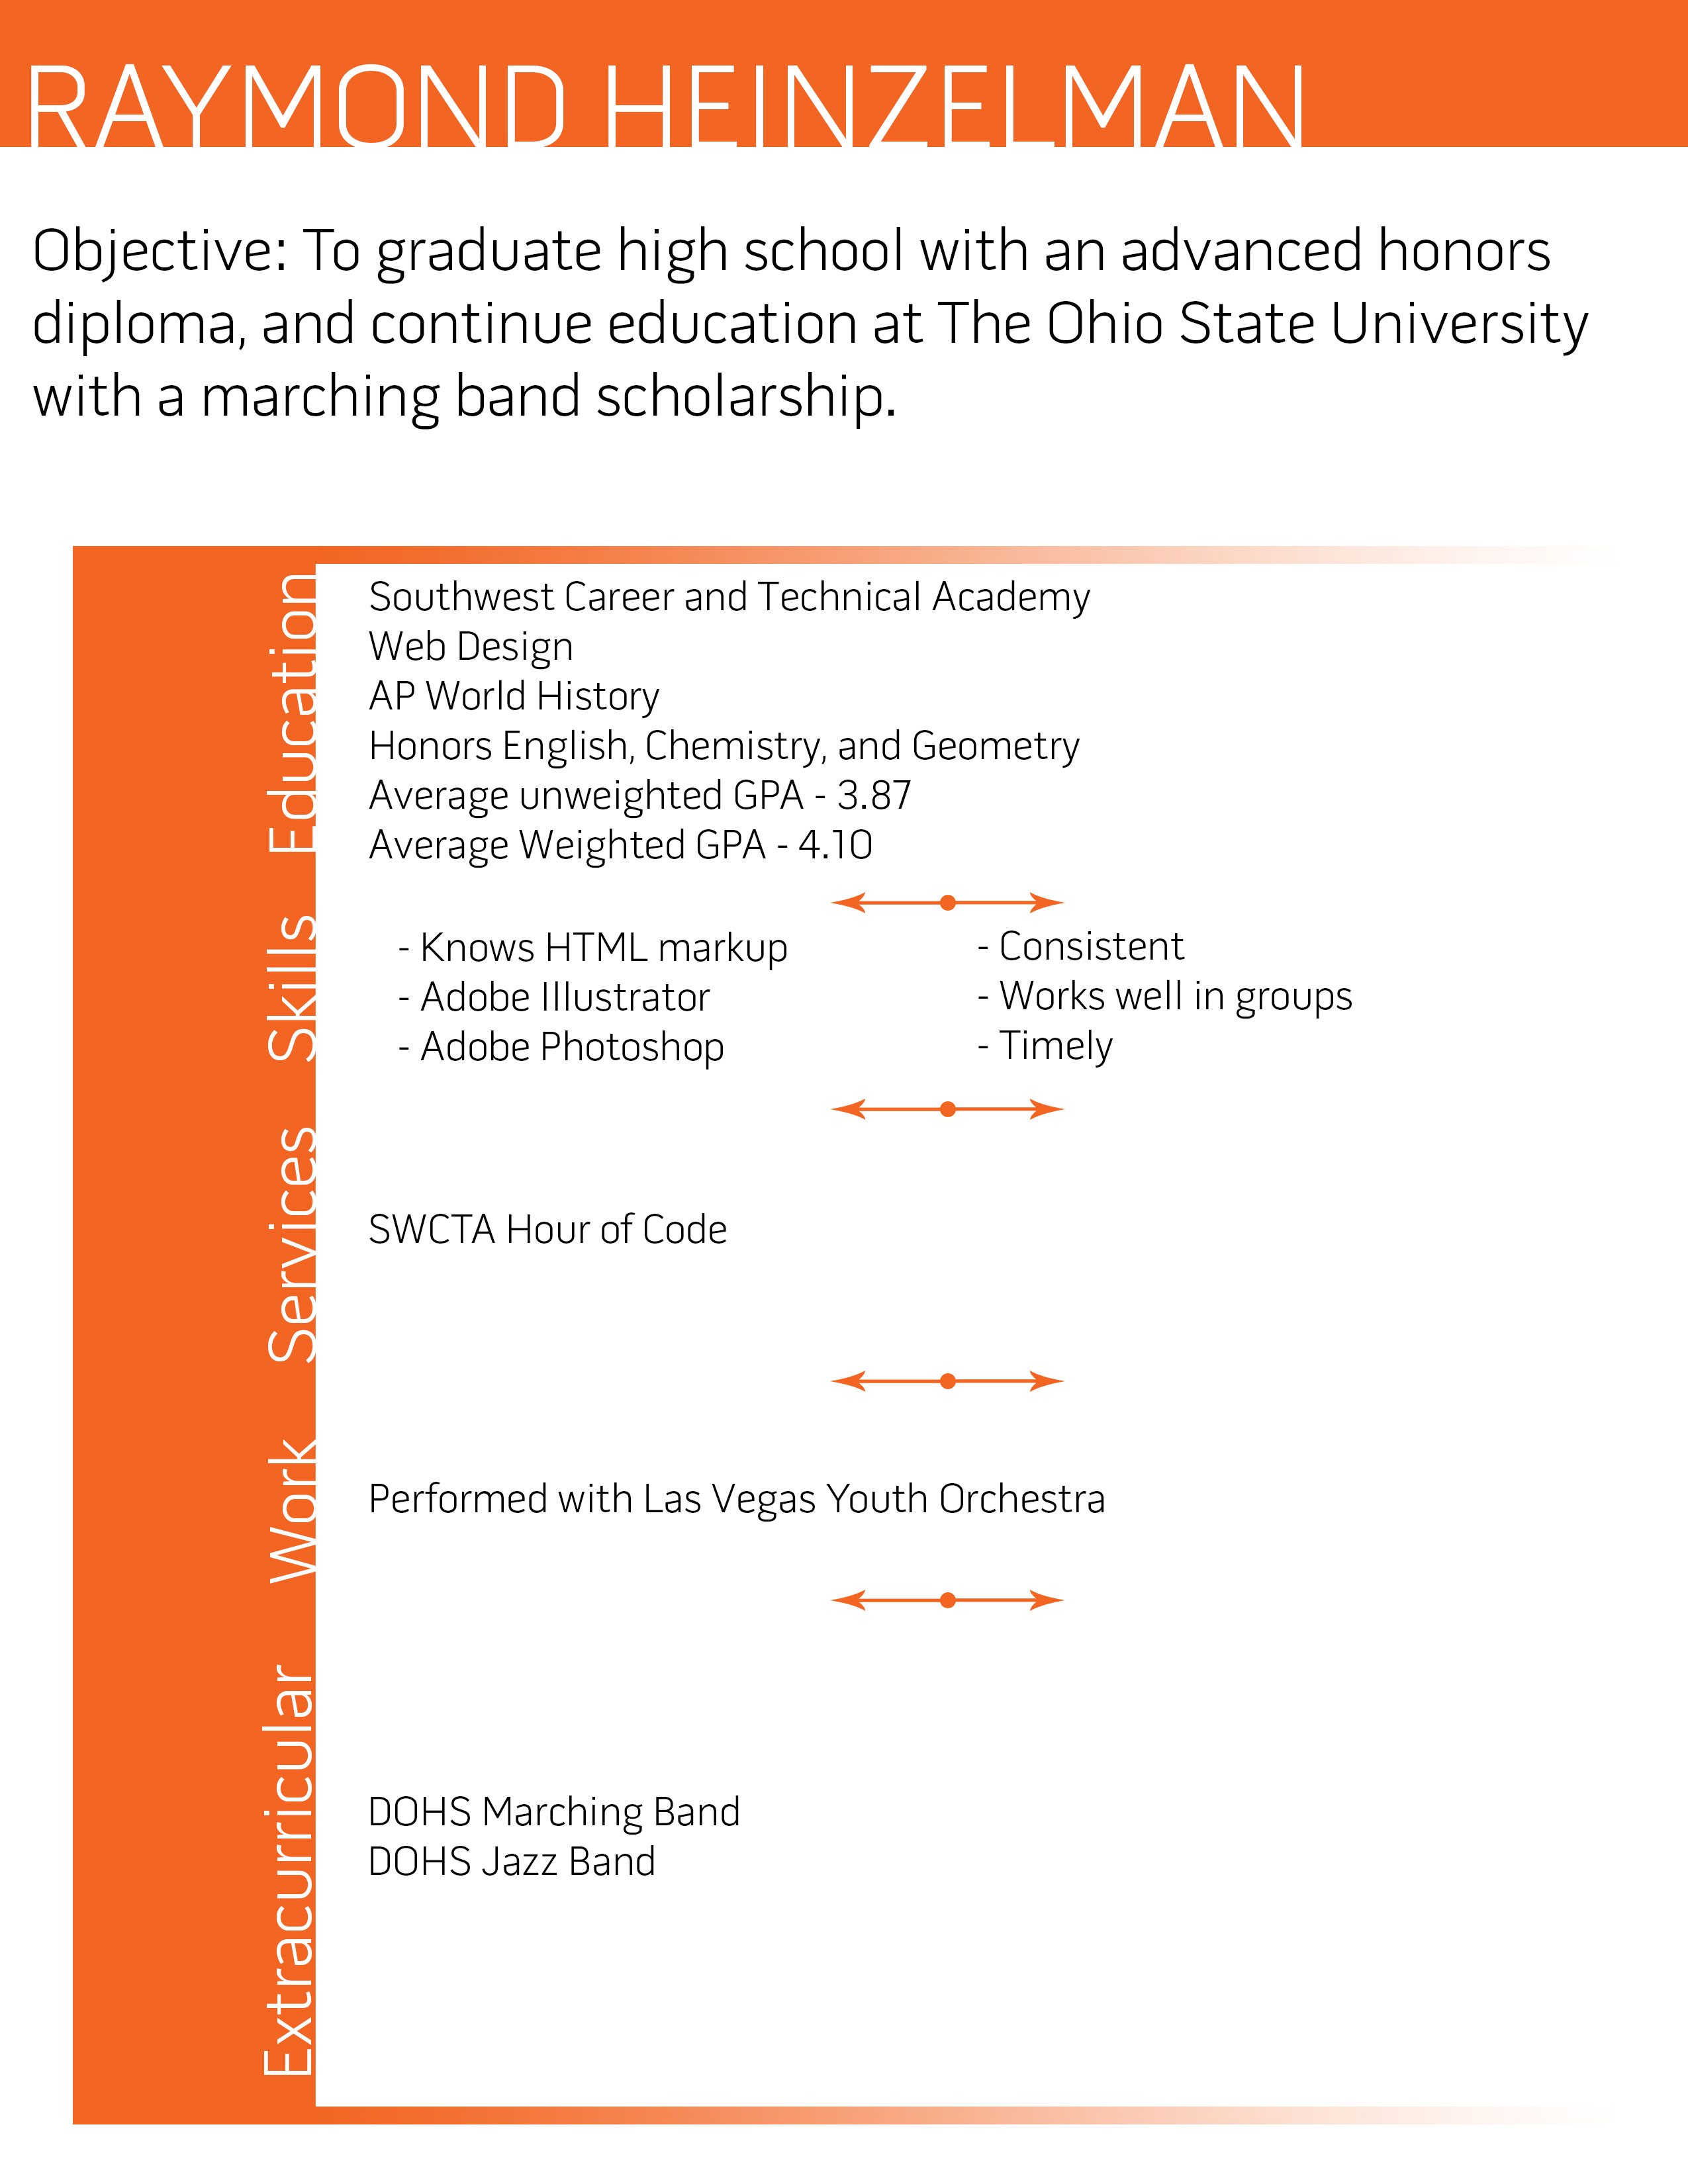 RAYMOND HEINZELMAN
Objective: To graduate high school with an advanced honors
diploma, and continue education at The Ohio State University
with a marching band scholarship.
Education
Southwest Career and Technical Academy
Web Design
AP World History
Honors English, Chemistry, and Geometry
Average unweighted GPA - 3.87
Average Weighted GPA - 4.10
Skills
- Knows HTML markup
- Adobe Illustrator
- Adobe Photoshop
- Consistent
- Works well in groups
- Timely
Services
SWCTA Hour of Code
Work
Performed with Las Vegas Youth Orchestra
Extracurricular
DOHS Marching Band
DOHS Jazz Band